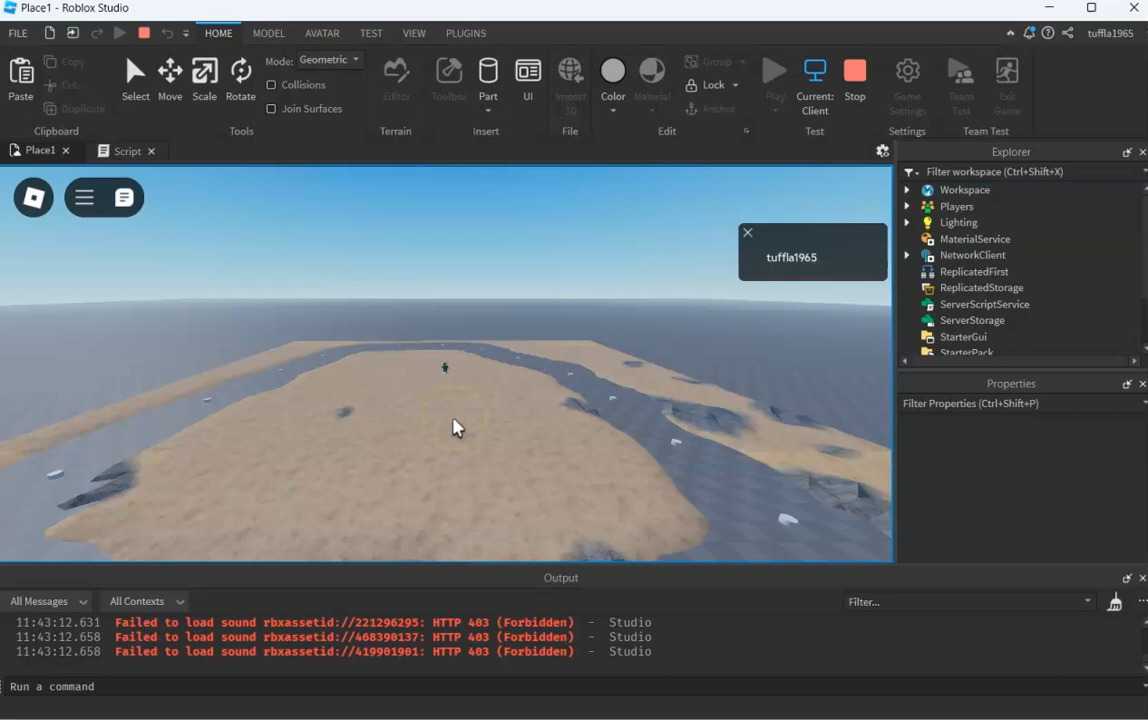 Place1 - Roblox Studio
FILE HOME MODEL AVATAR TEST VIEW PLUGINS tuffla1965
Paste Copy Cut Duplicate
Select Move Scale Rotate
Mode: Geometric
Collisions
Join Surfaces
Editor Toolbox Part UI Import 3D
Color Material Group Lock Anchor
Play Current: Client Stop Game Settings Team Test Exit Game
Clipboard Tools Terrain Insert File Edit Test Settings Team Test
Place1 Script
tuffla1965
Explorer
Filter workspace (Ctrl+Shift+X)
Workspace
Players
Lighting
MaterialService
NetworkClient
ReplicatedFirst
ReplicatedStorage
ServerScriptService
ServerStorage
StarterGui
StarterPack
Properties
Filter Properties (Ctrl+Shift+P)
Output
All Messages All Contexts Filter...
11:43:12.631 Failed to load sound rbxassetid://221296295: HTTP 403 (Forbidden) - Studio
11:43:12.658 Failed to load sound rbxassetid://468390137: HTTP 403 (Forbidden) - Studio
11:43:12.658 Failed to load sound rbxassetid://419901901: HTTP 403 (Forbidden) - Studio
Run a command